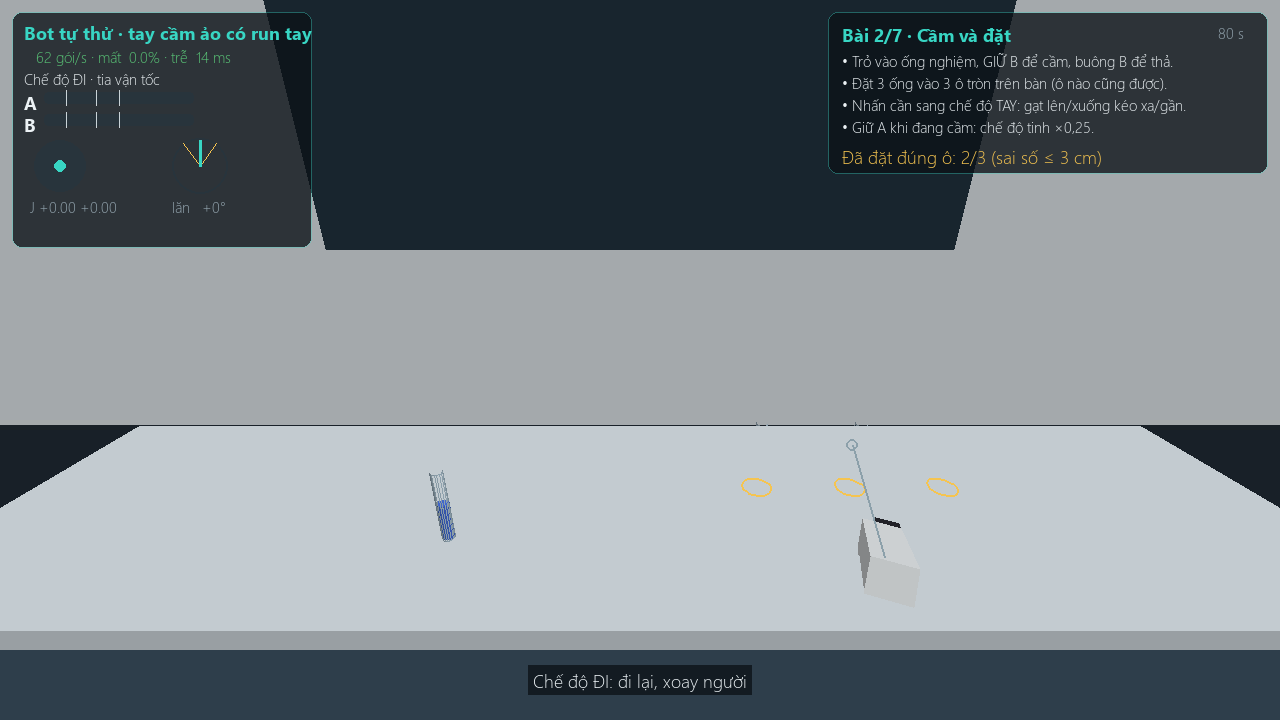 Bot tự thử · tay cầm ảo có run tay
62 gói/s · mất 0.0% · trễ 14 ms
Chế độ ĐI · tia vận tốc
A
B
J +0.00 +0.00
lăn +0°
Bài 2/7 · Cầm và đặt
80 s
• Trỏ vào ống nghiệm, GIỮ B để cầm, buông B để thả.
• Đặt 3 ống vào 3 ô tròn trên bàn (ô nào cũng được).
• Nhấn cần sang chế độ TAY: gạt lên/xuống kéo xa/gần.
• Giữ A khi đang cầm: chế độ tinh ×0,25.
Đã đặt đúng ô: 2/3 (sai số ≤ 3 cm)
Chế độ ĐI: đi lại, xoay người